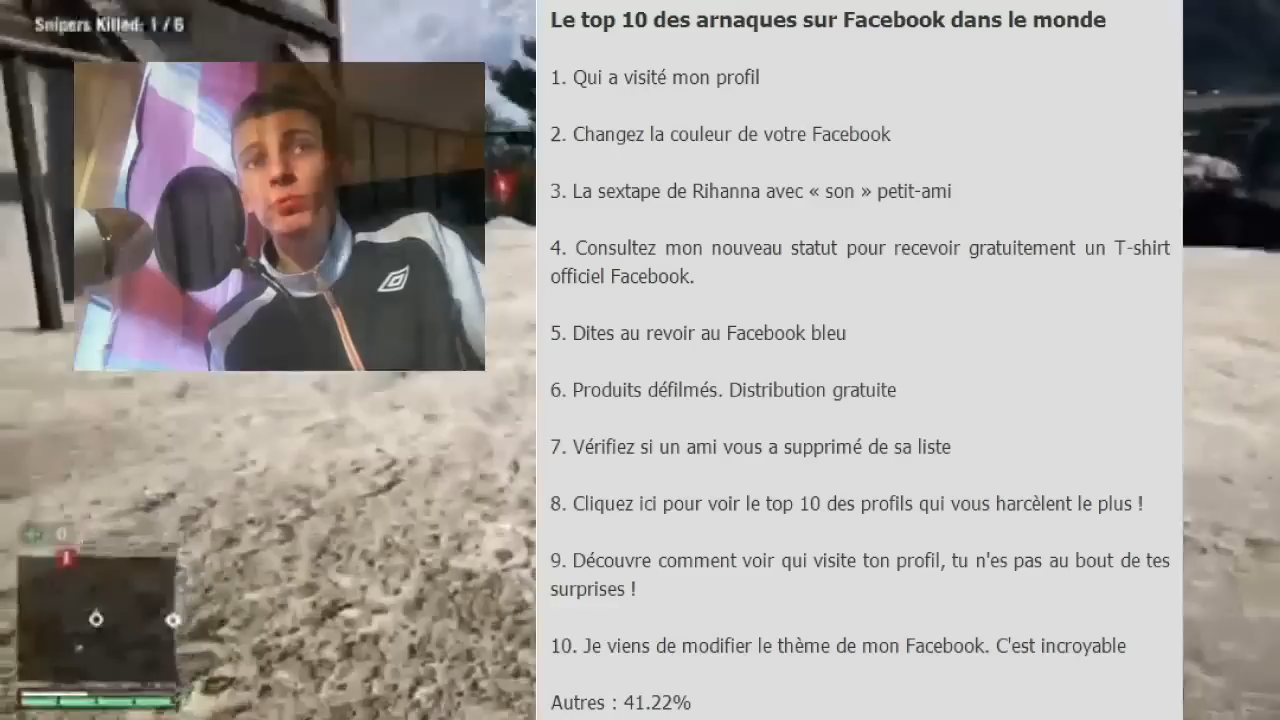 Snipers Killed: 1 / 6
Le top 10 des arnaques sur Facebook dans le monde
1. Qui a visité mon profil
2. Changez la couleur de votre Facebook
3. La sextape de Rihanna avec « son » petit-ami
4. Consultez mon nouveau statut pour recevoir gratuitement un T-shirt
officiel Facebook.
5. Dites au revoir au Facebook bleu
6. Produits défilmés. Distribution gratuite
7. Vérifiez si un ami vous a supprimé de sa liste
8. Cliquez ici pour voir le top 10 des profils qui vous harcèlent le plus !
9. Découvre comment voir qui visite ton profil, tu n'es pas au bout de tes
surprises !
10. Je viens de modifier le thème de mon Facebook. C'est incroyable
Autres : 41.22%
0